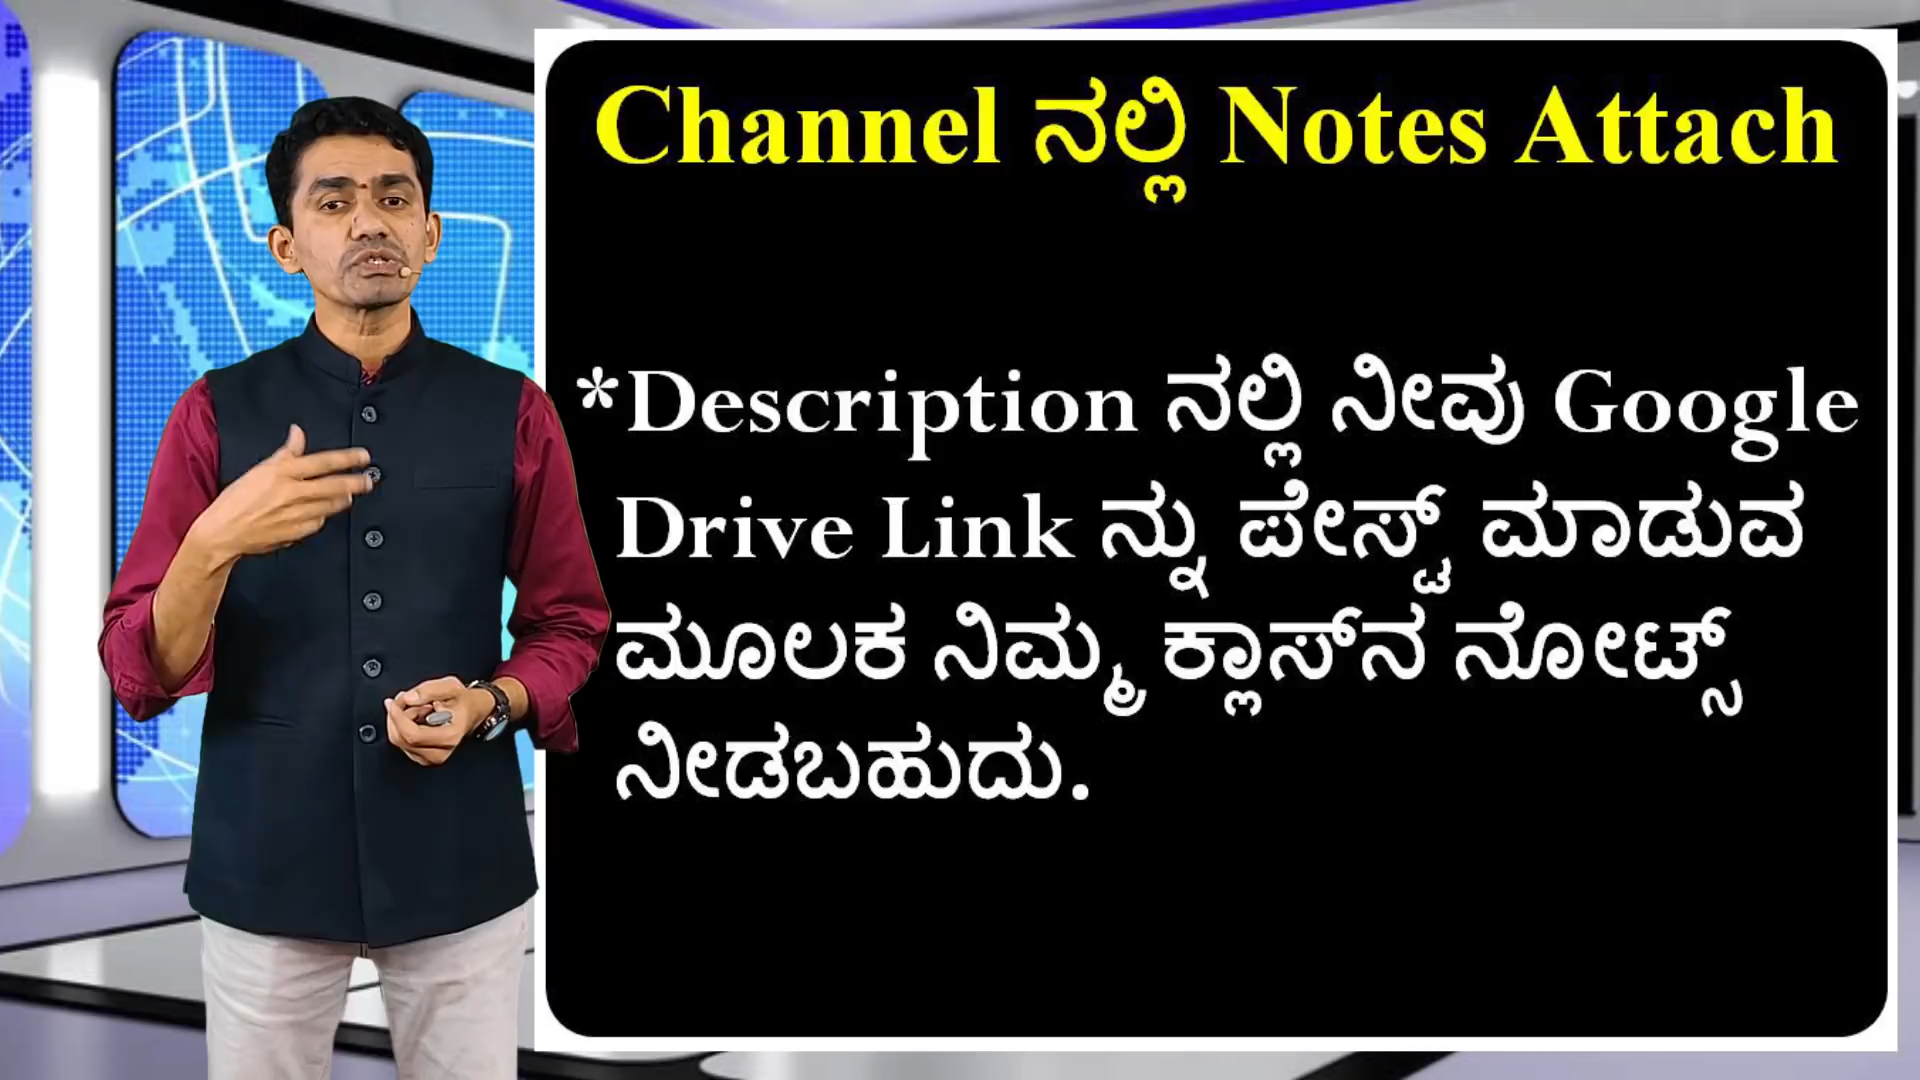 Channel ನಲ್ಲಿ Notes Attach
*Description ನಲ್ಲಿ ನೀವು Google
Drive Link ನ್ನು ಪೇಸ್ಟ್ ಮಾಡುವ
ಮೂಲಕ ನಿಮ್ಮ ಕ್ಲಾಸ್‌ನ ನೋಟ್ಸ್
ನೀಡಬಹುದು.